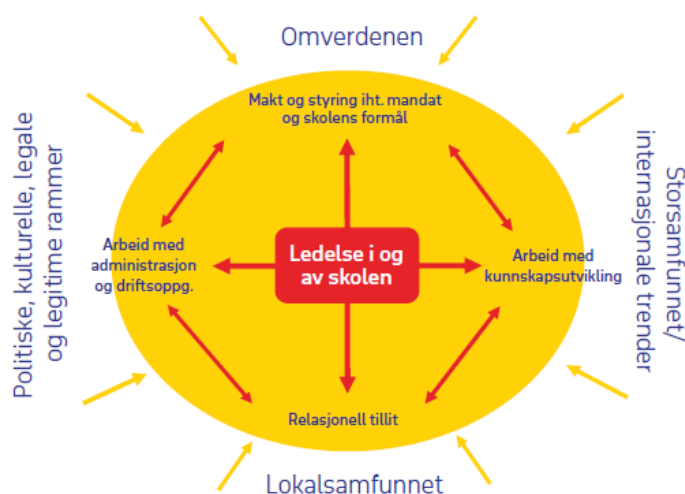 Omverdenen
Makt og styring iht. mandat
og skolens formål
Politiske, kulturelle, legale
og legitime rammer
Arbeid med
administrasjon
og driftsoppg.
Ledelse i og
av skolen
Arbeid med
kunnskapsutvikling
Storsamfunnet/
internasjonale trender
Relasjonell tillit
Lokalsamfunnet